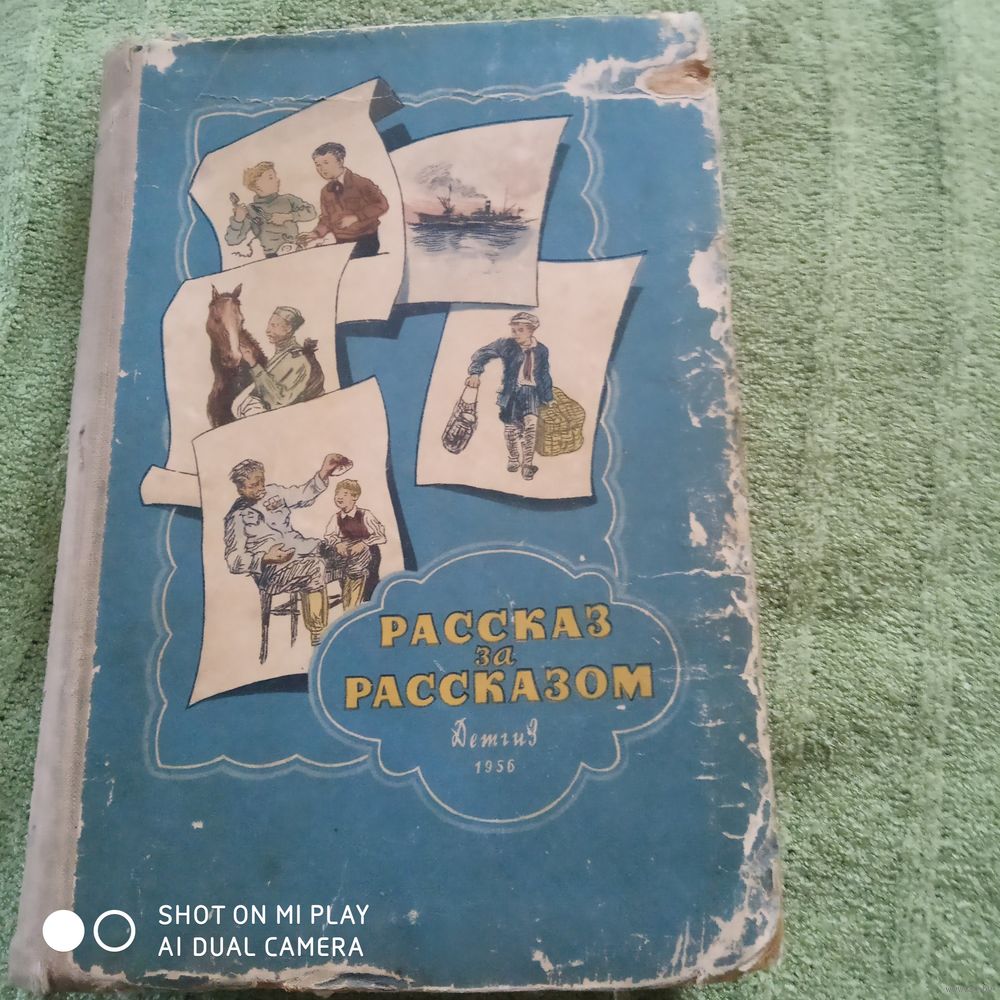 РАССКАЗ
за
РАССКАЗОМ
Детгиз
1956
SHOT ON MI PLAY
AI DUAL CAMERA